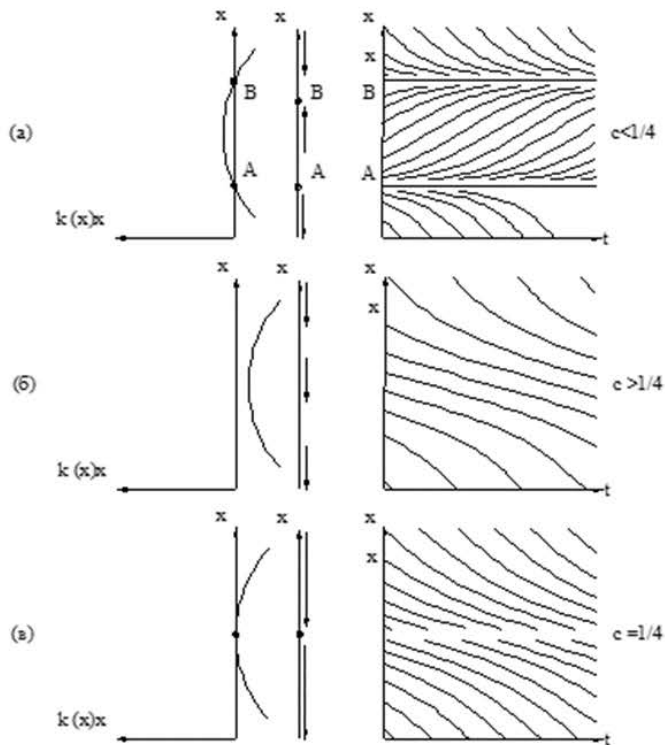 x x x
x
B B B
(a) c<1/4
A A A
k (x)x
t
x x x
x
(б) c >1/4
k (x)x
t
x x x
x
(в) c =1/4
k (x)x
t